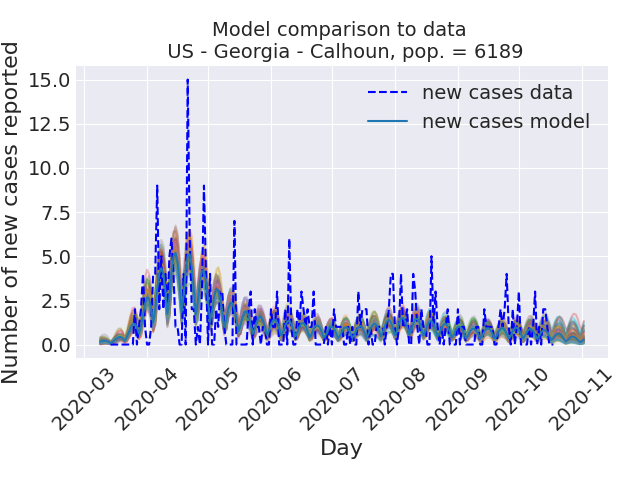 Model comparison to data
US - Georgia - Calhoun, pop. = 6189
Number of new cases reported
15.0
12.5
10.0
7.5
5.0
2.5
0.0
new cases data
new cases model
2020-03
2020-04
2020-05
2020-06
2020-07
2020-08
2020-09
2020-10
2020-11
Day